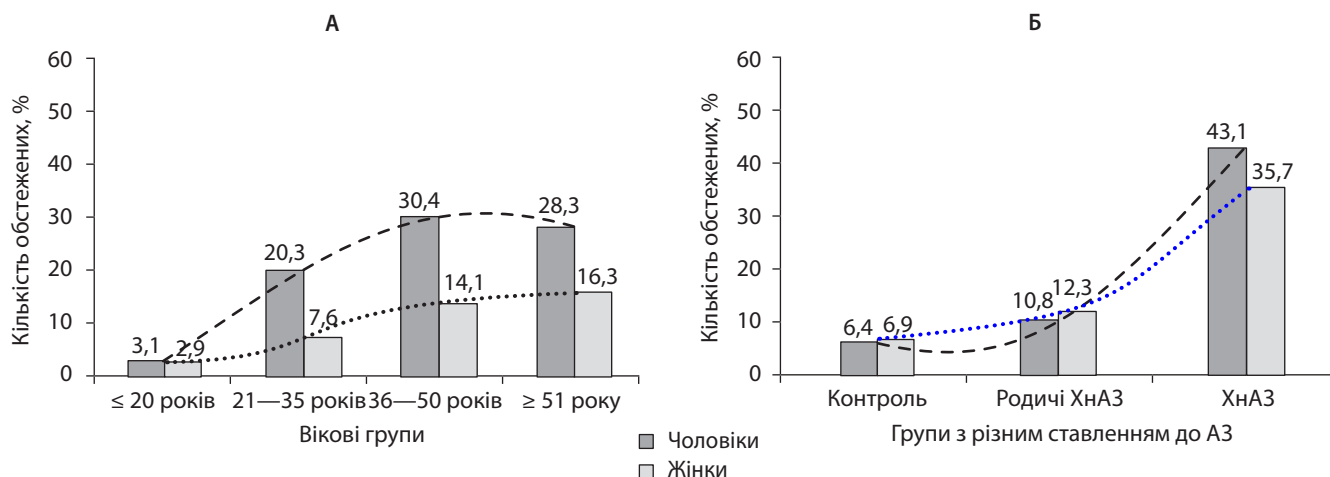 А
Кількість обстежених, %
60
50
40
30
20
10
0
3,1
2,9
20,3
7,6
30,4
14,1
28,3
16,3
≤ 20 років
21—35 років
36—50 років
≥ 51 року
Вікові групи
Б
Кількість обстежених, %
60
50
40
30
20
10
0
6,4
6,9
10,8
12,3
43,1
35,7
Контроль
Родичі ХнАЗ
ХнАЗ
Групи з різним ставленням до АЗ
Чоловіки
Жінки